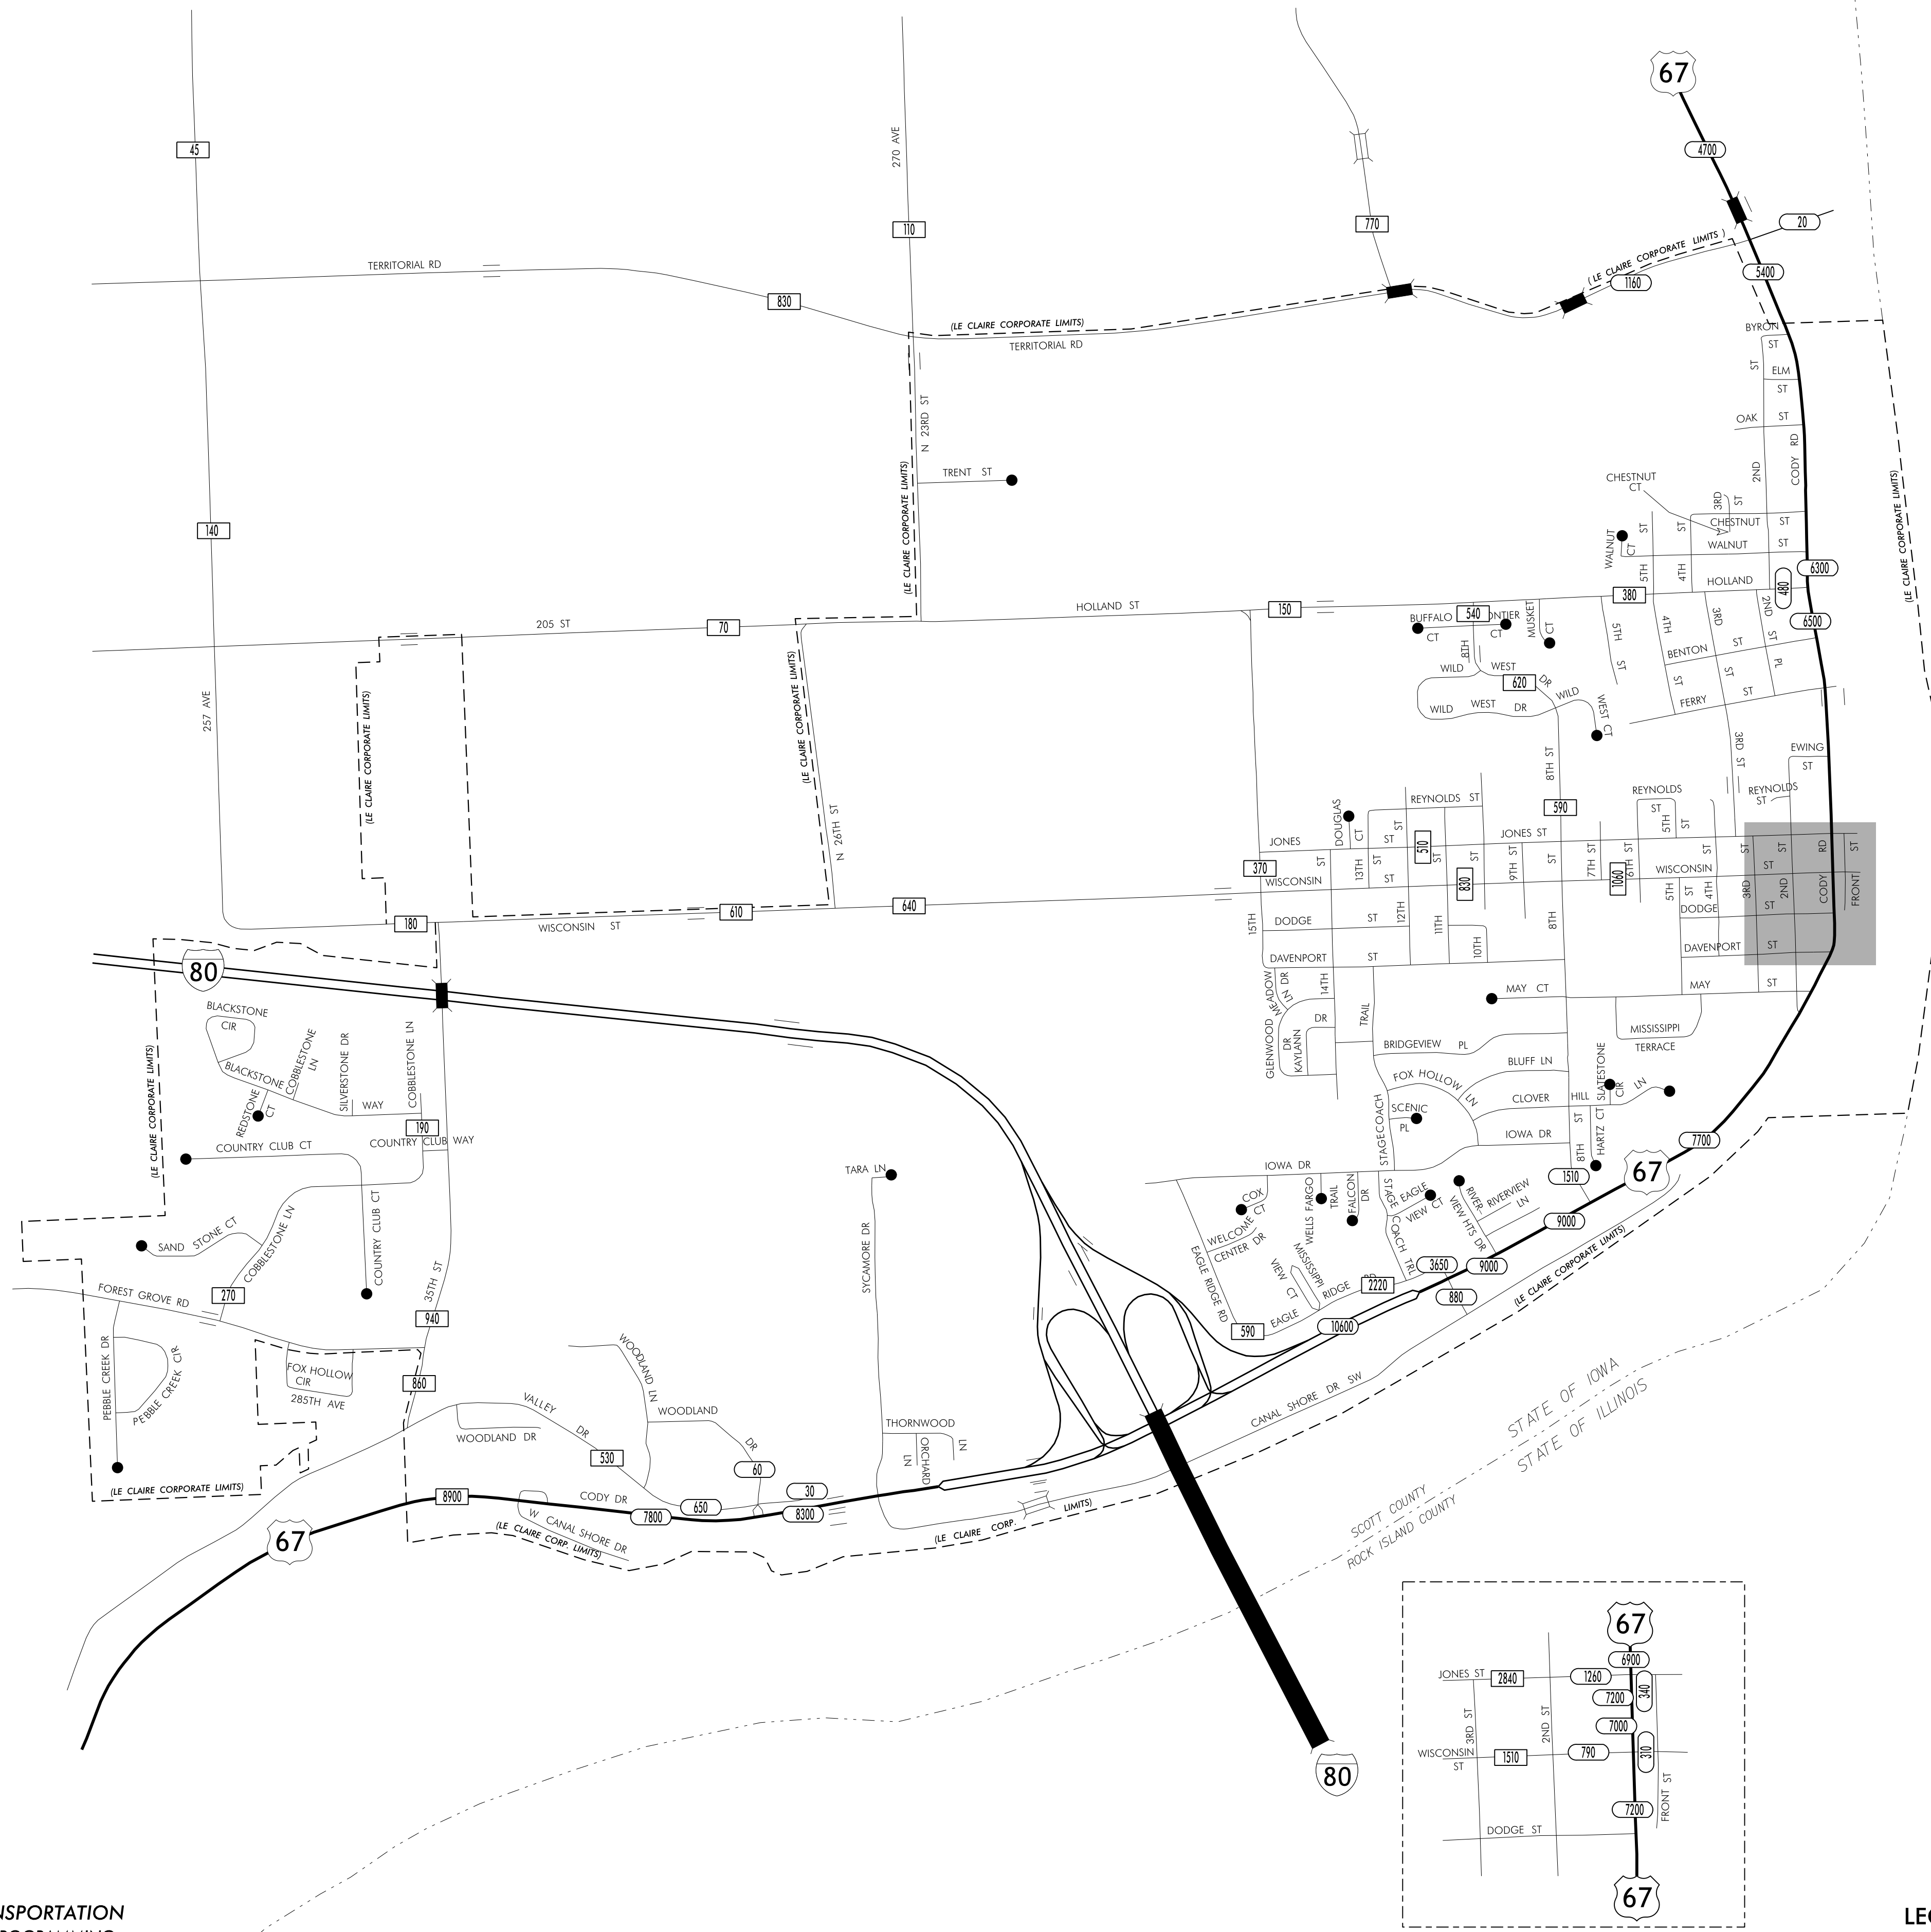 67
4700
45
270 AVE
110
770
20
(LE CLAIRE CORPORATE LIMITS )
5400
1160
TERRITORIAL RD
830
(LE CLAIRE CORPORATE LIMITS)
TERRITORIAL RD
BYRON
ST
ST
ELM
ST
OAK ST
N 23RD ST
CODY RD
2ND
TRENT ST
(LE CLAIRE CORPORATE LIMITS)
(LE CLAIRE CORPORATE LIMITS)
CHESTNUT
CT
3RD
ST
CHESTNUT ST
WALNUT
CT
5TH
ST
4TH
ST
WALNUT ST
140
6300
480
HOLLAND
380
HOLLAND ST
150
205 ST
70
540
BUFFALO
CT
CT
MUSKET
CT
6500
5TH
ST
4TH
ST
3RD
ST
2ND
ST
PL
BENTON ST
FERRY ST
8TH
WILD WEST
DR
620
WILD WEST DR
WILD
WEST CT
257 AVE
(LE CLAIRE CORPORATE LIMITS)
(LE CLAIRE CORPORATE LIMITS)
N 26TH ST
8TH ST
3RD ST
EWING
ST
REYNOLDS ST
REYNOLDS
ST
REYNOLDS
ST
590
DOUGLAS
CT
JONES
ST
JONES ST
510
370
WISCONSIN
ST
830
1060
WISCONSIN
ST
15TH
ST
13TH
ST
12TH
ST
11TH
ST
10TH
ST
9TH ST
8TH
ST
7TH ST
6TH ST
5TH
ST
5TH
ST
4TH
ST
3RD
ST
2ND
ST
CODY
RD
FRONT
ST
DODGE ST
DODGE ST
DAVENPORT ST
DAVENPORT ST
180
WISCONSIN ST
610
640
80
MAY CT
MAY ST
MISSISSIPPI
TERRACE
14TH
TRAIL
GLENWOOD
MEADOW
LN DR
DR
KAYLANN
DR
BRIDGEVIEW PL
BLUFF LN
FOX HOLLOW
LN
CLOVER HILL
LN
SLATESTONE
CIR
SCENIC
PL
STAGECOACH
IOWA DR
8TH
ST
HARTZ CT
IOWA DR
7700
67
1510
9000
BLACKSTONE
CIR
BLACKSTONE
COBBLESTONE
LN
SILVERSTONE DR
COBBLESTONE LN
WAY
REDSTONE
CT
190
COUNTRY CLUB WAY
COUNTRY CLUB CT
COUNTRY CLUB CT
(LE CLAIRE CORPORATE LIMITS)
SAND STONE CT
COBBLESTONE LN
FOREST GROVE RD
270
35TH ST
940
860
PEBBLE CREEK DR
PEBBLE CREEK CIR
FOX HOLLOW
CIR
285TH AVE
(LE CLAIRE CORPORATE LIMITS)
TARA LN
SYCAMORE DR
COX
CT
WELCOME
CENTER DR
EAGLE RIDGE RD
WELLS FARGO
TRAIL
FALCON
DR
STAGE
COACH TRL
EAGLE
VIEW CT
RIVER-
VIEW HTS DR
RIVERVIEW
LN
MISSISSIPPI
VIEW CT
EAGLE RIDGE
2220
3650
9000
880
590
10600
(LE CLAIRE CORPORATE LIMITS)
CANAL SHORE DR SW
STATE OF IOWA
STATE OF ILLINOIS
SCOTT COUNTY
ROCK ISLAND COUNTY
WOODLAND LN
VALLEY DR
WOODLAND DR
WOODLAND
DR
530
60
THORNWOOD
LN
ORCHARD
LN
30
650
CODY DR
7800
8300
8900
W CANAL SHORE DR
(LE CLAIRE CORP. LIMITS)
(LE CLAIRE CORP. LIMITS)
67
80
67
6900
JONES ST
2840
1260
340
7200
7000
3RD ST
2ND ST
WISCONSIN
ST
1510
790
310
FRONT ST
7200
DODGE ST
67
NSPORTATION